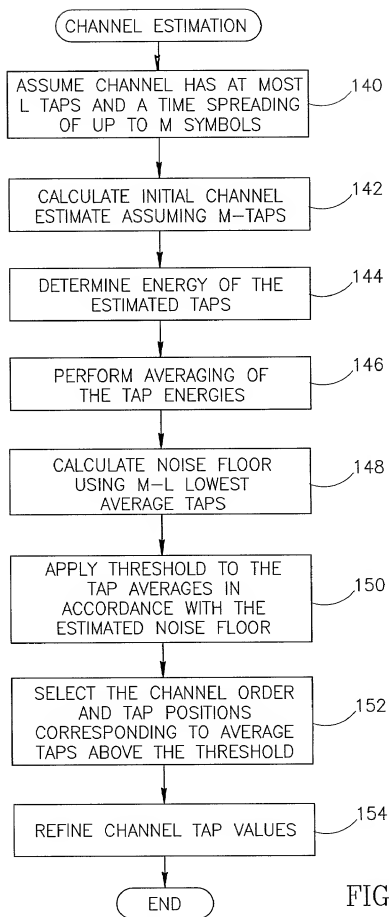 CHANNEL ESTIMATION
ASSUME CHANNEL HAS AT MOST
L TAPS AND A TIME SPREADING
OF UP TO M SYMBOLS
140
CALCULATE INITIAL CHANNEL
ESTIMATE ASSUMING M-TAPS
142
DETERMINE ENERGY OF THE
ESTIMATED TAPS
144
PERFORM AVERAGING OF
THE TAP ENERGIES
146
CALCULATE NOISE FLOOR
USING M-L LOWEST
AVERAGE TAPS
148
APPLY THRESHOLD TO THE
TAP AVERAGES IN
ACCORDANCE WITH THE
ESTIMATED NOISE FLOOR
150
SELECT THE CHANNEL ORDER
AND TAP POSITIONS
CORRESPONDING TO AVERAGE
TAPS ABOVE THE THRESHOLD
152
REFINE CHANNEL TAP VALUES
154
END
FIG